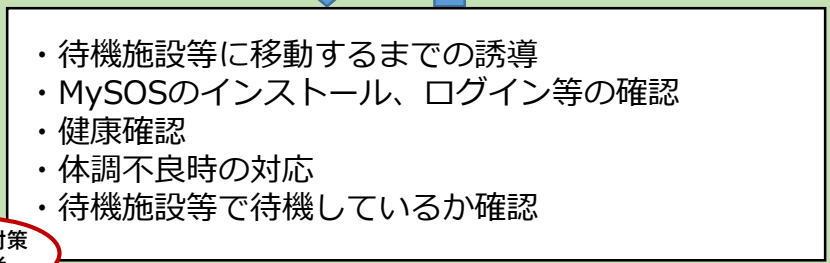 ・待機施設等に移動するまでの誘導
・MySOSのインストール、ログイン等の確認
・健康確認
・体調不良時の対応
・待機施設等で待機しているか確認
対策